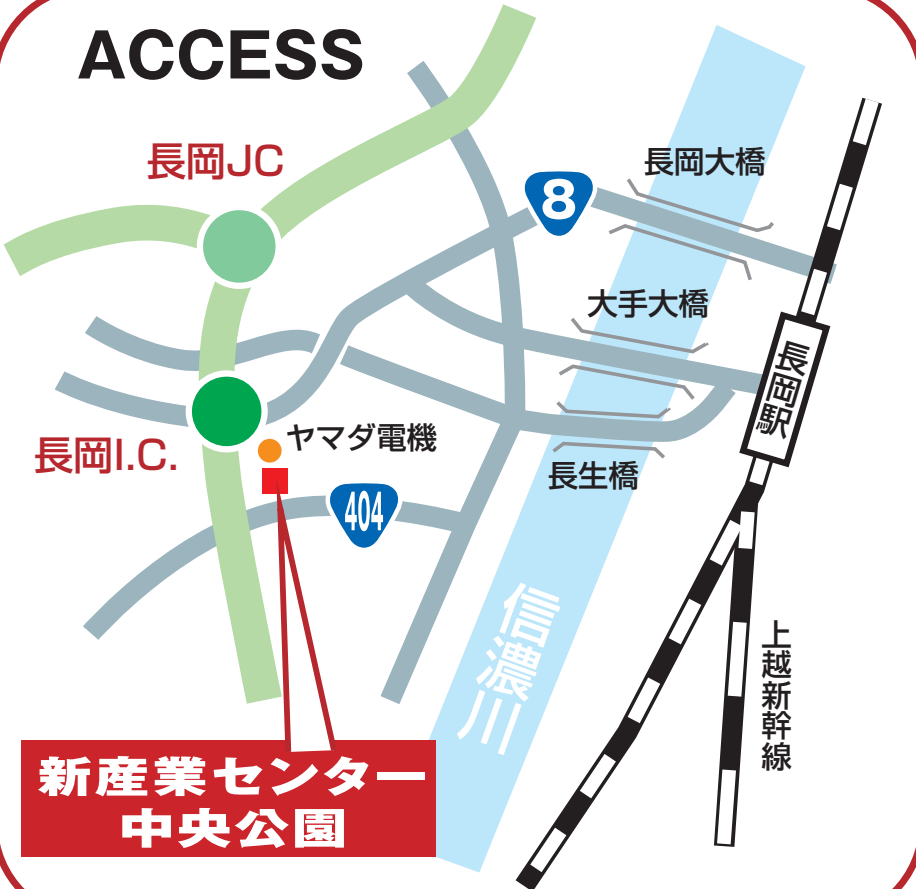 ACCESS
長岡JC
8
長岡大橋
大手大橋
長岡駅
ヤマダ電機
長岡I.C.
長生橋
404
信濃川
上越新幹線
新産業センター
中央公園